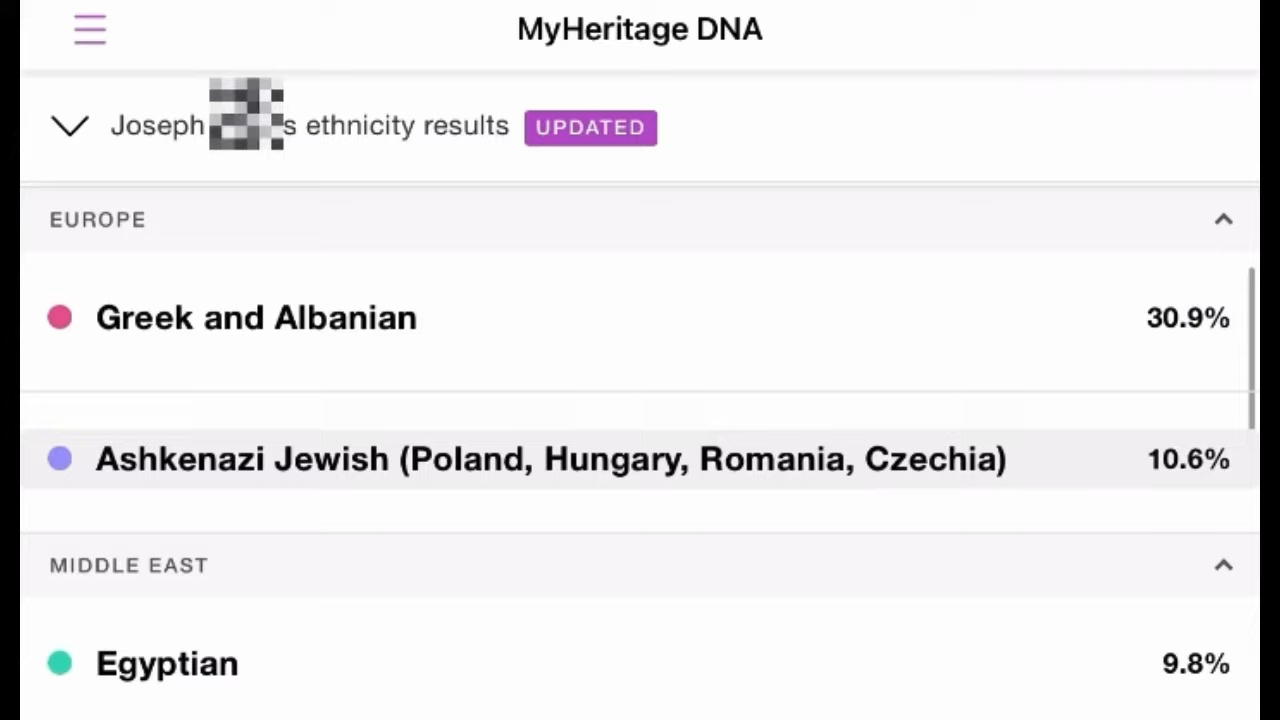 MyHeritage DNA
Joseph s ethnicity results UPDATED
EUROPE
Greek and Albanian 30.9%
Ashkenazi Jewish (Poland, Hungary, Romania, Czechia) 10.6%
MIDDLE EAST
Egyptian 9.8%